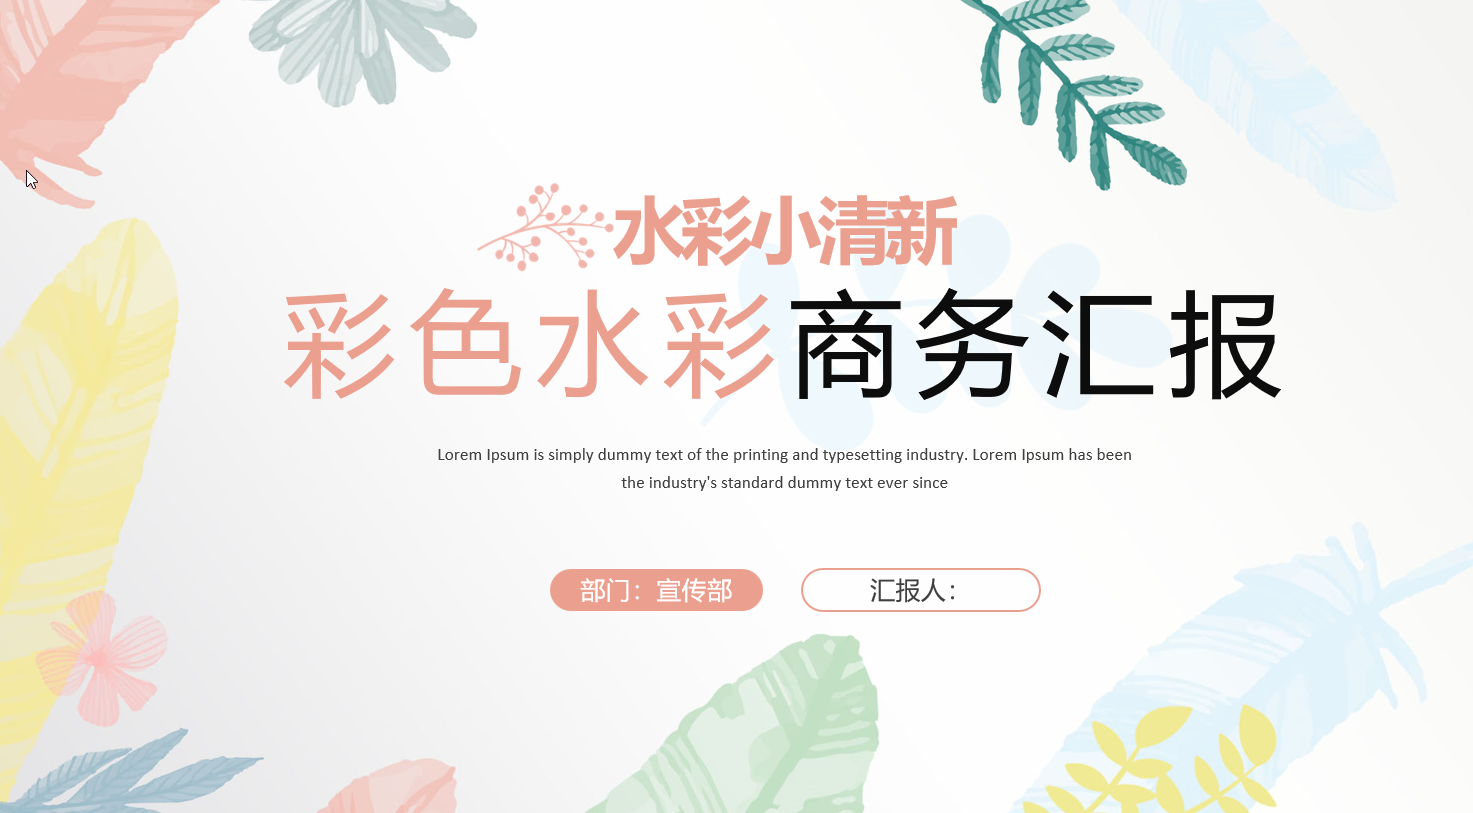 水彩小清新
彩色水彩商务汇报
Lorem Ipsum is simply dummy text of the printing and typesetting industry. Lorem Ipsum has been
the industry's standard dummy text ever since
部门：宣传部
汇报人：